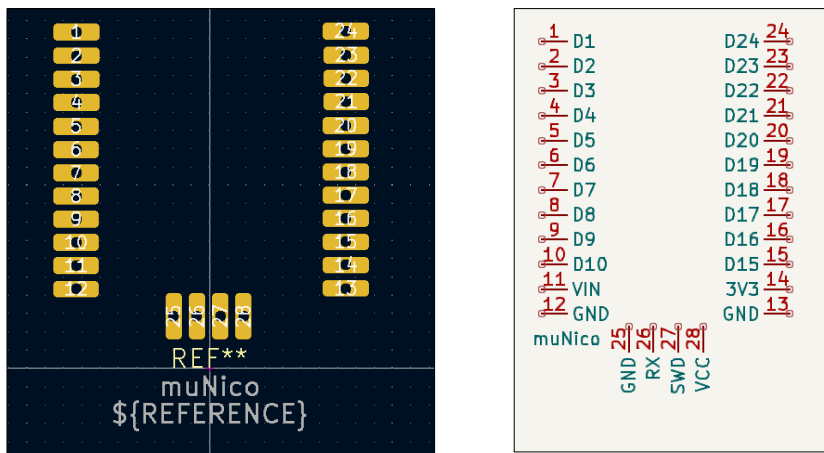 1 24
2 23
3 22
4 21
5 20
6 19
7 18
8 17
9 16
10 15
11 14
12 13
25 26 27 28
REF**
muNico
${REFERENCE}
1 D1 D24 24
2 D2 D23 23
3 D3 D22 22
4 D4 D21 21
5 D5 D20 20
6 D6 D19 19
7 D7 D18 18
8 D8 D17 17
9 D9 D16 16
10 D10 D15 15
11 VIN 3V3 14
12 GND GND 13
muNico 25 26 27 28
GND RX SWD VCC